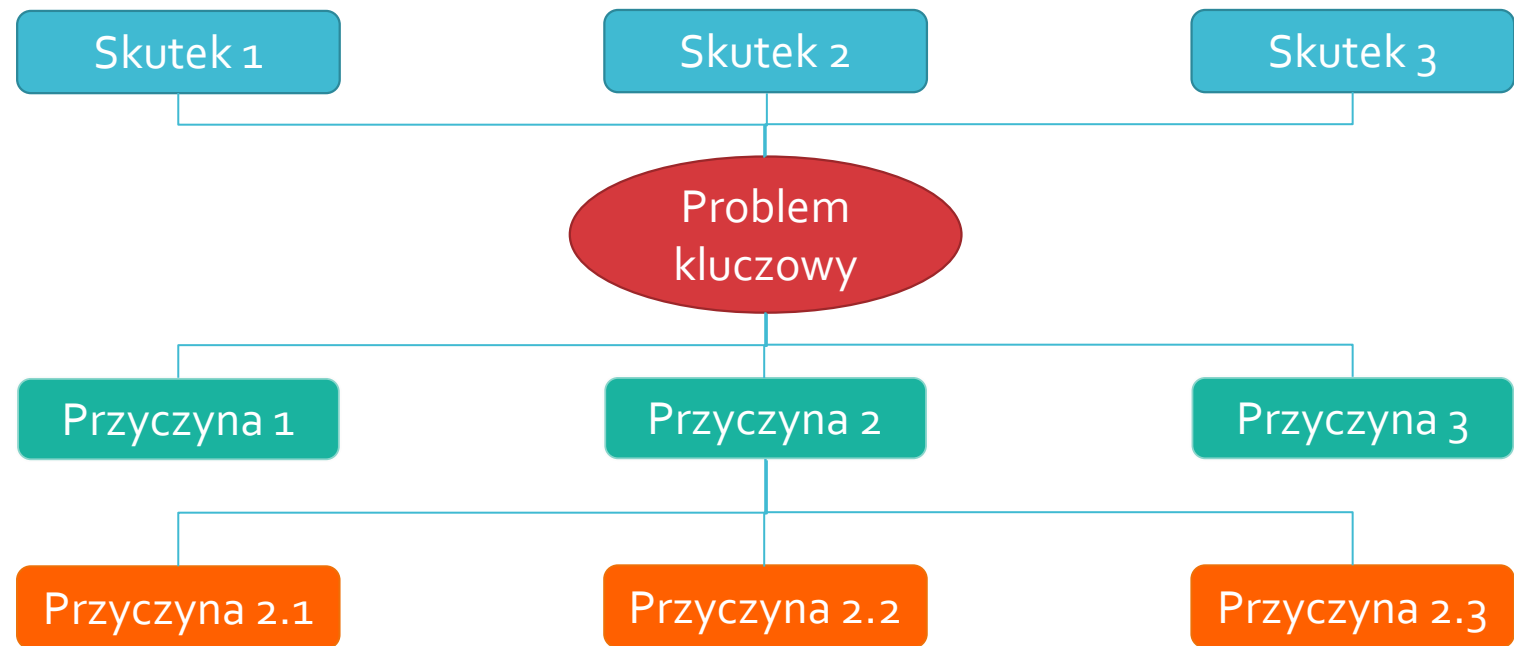 Skutek 1
Skutek 2
Skutek 3
Problem
kluczowy
Przyczyna 1
Przyczyna 2
Przyczyna 3
Przyczyna 2.1
Przyczyna 2.2
Przyczyna 2.3